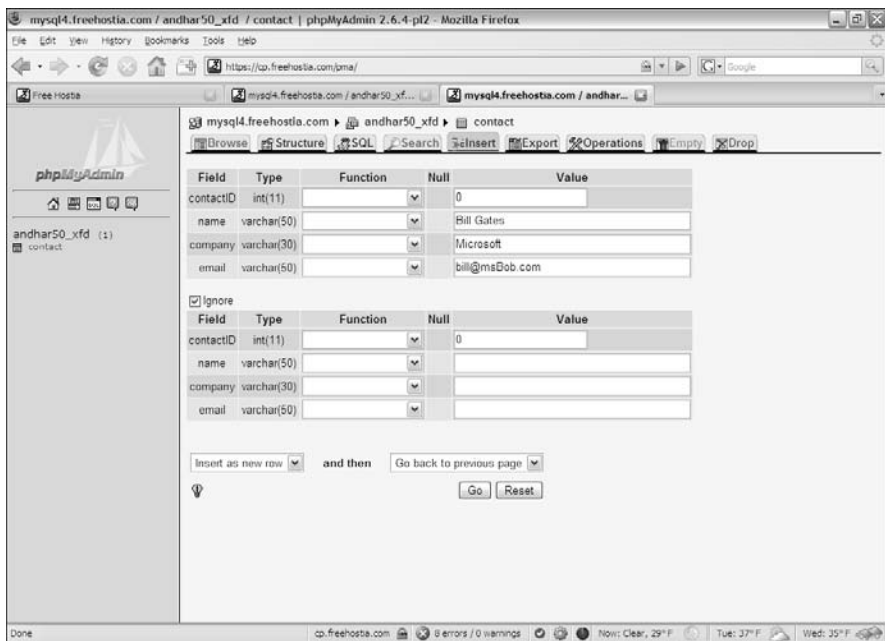 mysql4.freehostia.com / andhar50_xfd / contact | phpMyAdmin 2.6.4-pl2 - Mozilla Firefox
File Edit View History Bookmarks Tools Help
https://cp.freehostia.com/pma/
Google
Free Hostia
mysql4.freehostia.com / andhar50_xf...
mysql4.freehostia.com / andhar...
mysql4.freehostia.com ▸ andhar50_xfd ▸ contact
Browse Structure SQL Search Insert Export Operations Empty Drop
phpMyAdmin
andhar50_xfd (1)
contact
Field Type Function Null Value
contactID int(11) 0
name varchar(50) Bill Gates
company varchar(30) Microsoft
email varchar(50) bill@msBob.com
Ignore
Field Type Function Null Value
contactID int(11) 0
name varchar(50)
company varchar(30)
email varchar(50)
Insert as new row and then Go back to previous page
Go Reset
Done cp.freehostia.com 8 errors / 0 warnings Now: Clear, 29° F Tue: 37° F Wed: 35° F